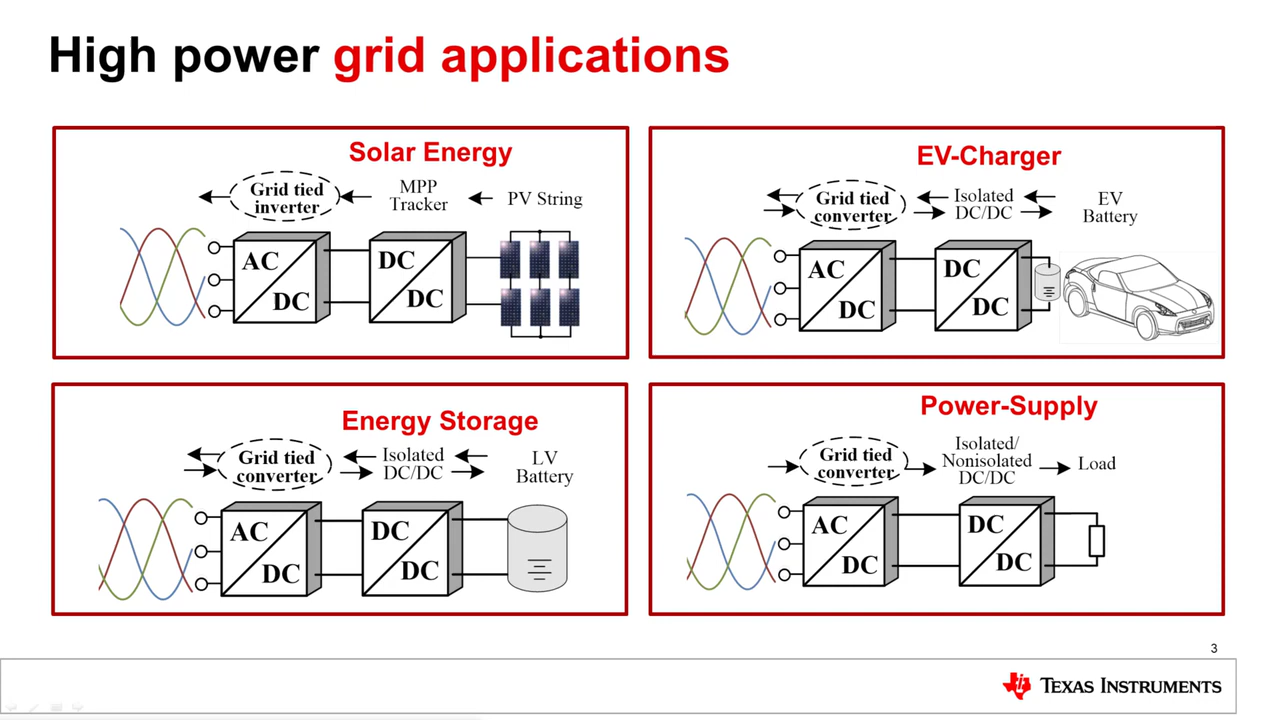 High power grid applications
Solar Energy
Grid tied
inverter
MPP
Tracker
PV String
AC
DC
DC
DC
EV-Charger
Grid tied
converter
Isolated
DC/DC
EV
Battery
AC
DC
DC
DC
Energy Storage
Grid tied
converter
Isolated
DC/DC
LV
Battery
AC
DC
DC
DC
Power-Supply
Grid tied
converter
Isolated/
Nonisolated
DC/DC
Load
AC
DC
DC
DC
3
TEXAS INSTRUMENTS